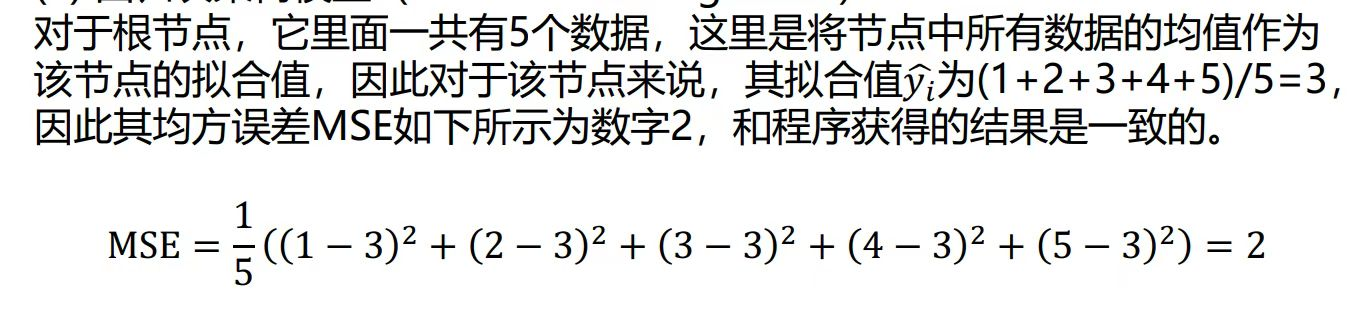 对于根节点，它里面一共有5个数据，这里是将节点中所有数据的均值作为
该节点的拟合值，因此对于该节点来说，其拟合值$\widehat{y_i}$为(1+2+3+4+5)/5=3，
因此其均方误差MSE如下所示为数字2，和程序获得的结果是一致的。
MSE = $\frac{1}{5}$((1 − 3)² + (2 − 3)² + (3 − 3)² + (4 − 3)² + (5 − 3)²) = 2